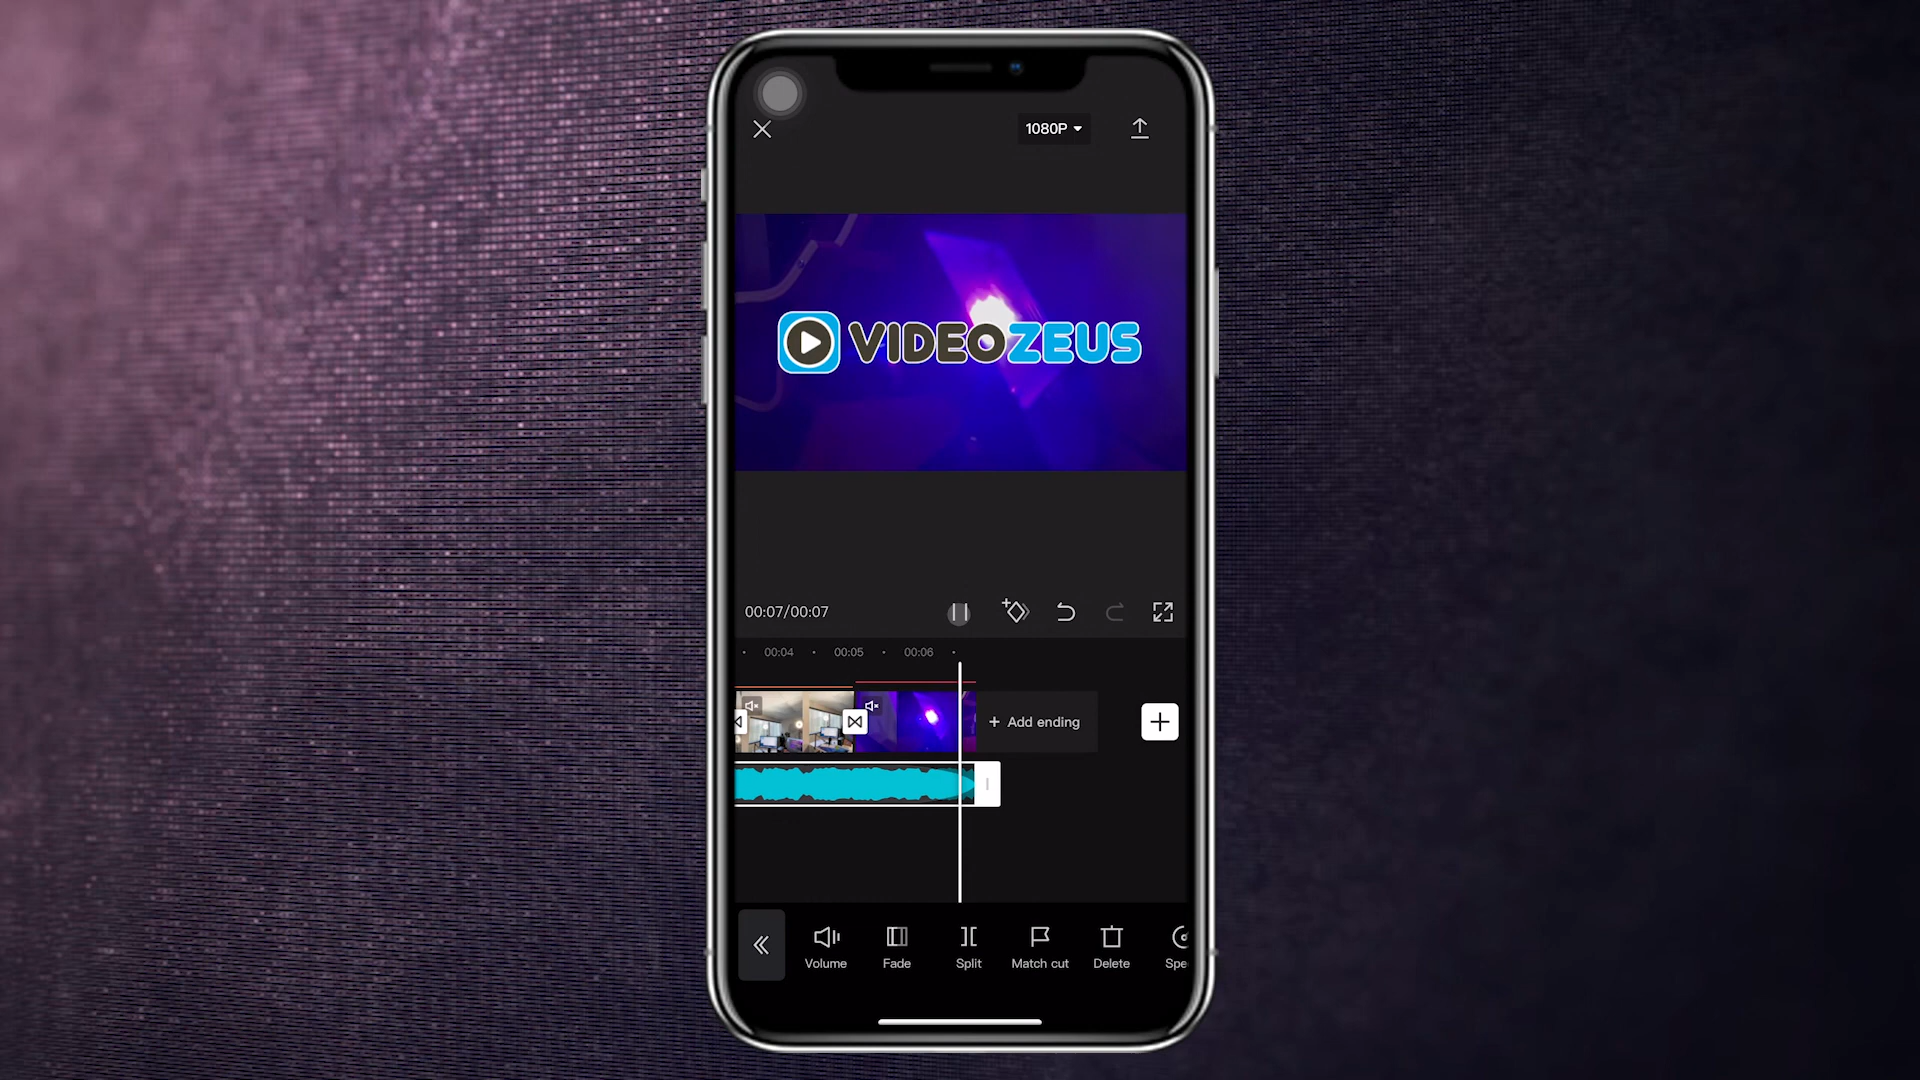 1080P
VIDEOZEUS
00:07/00:07
00:04 00:05 00:06
+ Add ending
Volume Fade Split Match cut Delete Spe